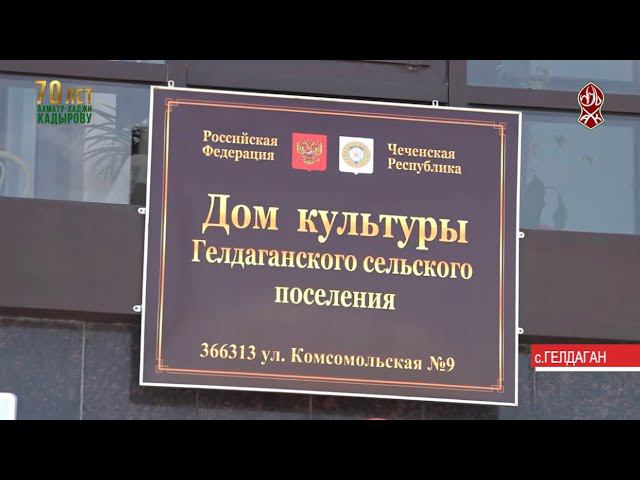 70 ЛЕТ
АХМАТУ-ХАДЖИ
КАДЫРОВУ
Российская
Федерация
Чеченская
Республика
Дом культуры
Гелдаганского сельского
поселения
366313 ул. Комсомольская №9
с.ГЕЛДАГАН